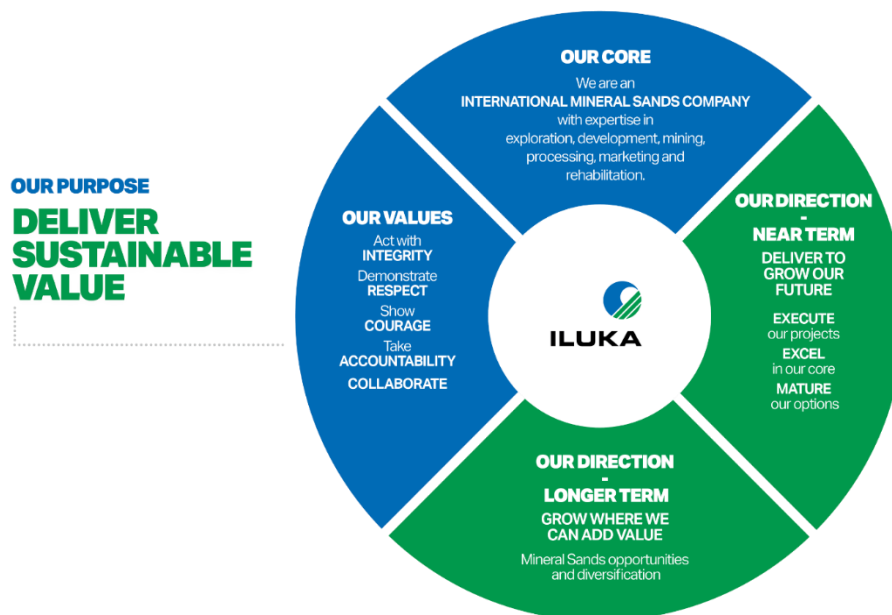 OUR PURPOSE
DELIVER
SUSTAINABLE
VALUE
OUR CORE
We are an
INTERNATIONAL MINERAL SANDS COMPANY
with expertise in
exploration, development, mining,
processing, marketing and
rehabilitation.
OUR VALUES
Act with
INTEGRITY
Demonstrate
RESPECT
Show
COURAGE
Take
ACCOUNTABILITY
COLLABORATE
ILUKA
OUR DIRECTION
-
NEAR TERM
DELIVER TO
GROW OUR
FUTURE
EXECUTE
our projects
EXCEL
in our core
MATURE
our options
OUR DIRECTION
-
LONGER TERM
GROW WHERE WE
CAN ADD VALUE
Mineral Sands opportunities
and diversification